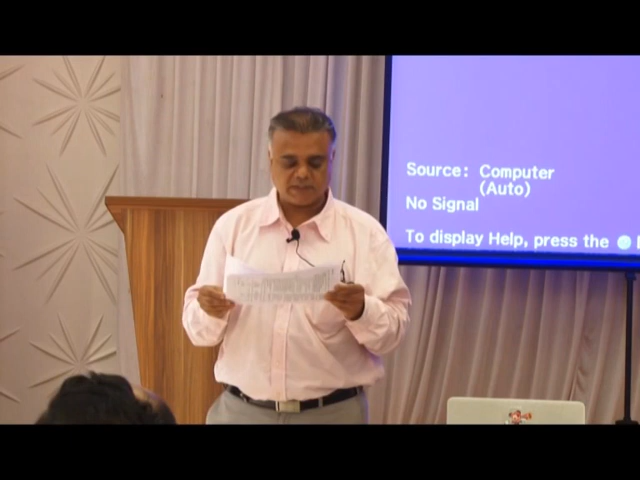 Source: Computer
(Auto)
No Signal
To display Help, press the